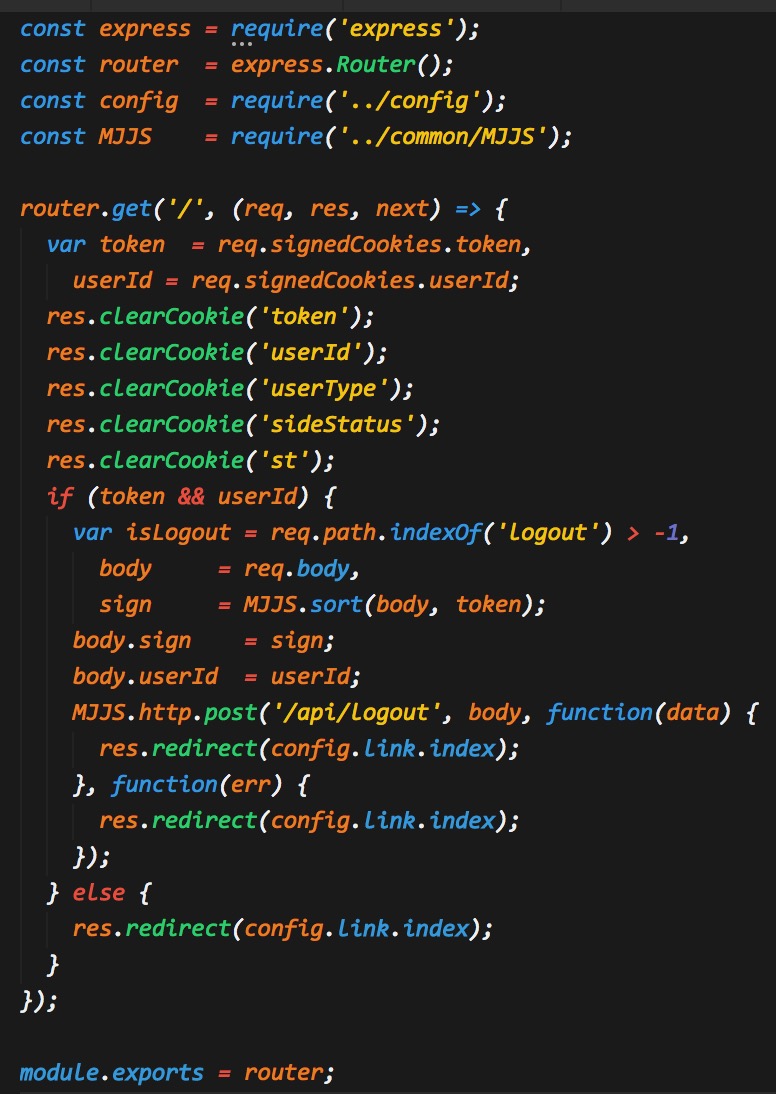 const express = require('express');
const router  = express.Router();
const config  = require('../config');
const MJJS    = require('../common/MJJS');

router.get('/', (req, res, next) => {
  var token  = req.signedCookies.token,
    userId = req.signedCookies.userId;
  res.clearCookie('token');
  res.clearCookie('userId');
  res.clearCookie('userType');
  res.clearCookie('sideStatus');
  res.clearCookie('st');
  if (token && userId) {
    var isLogout = req.path.indexOf('logout') > -1,
      body     = req.body,
      sign     = MJJS.sort(body, token);
    body.sign    = sign;
    body.userId  = userId;
    MJJS.http.post('/api/logout', body, function(data) {
      res.redirect(config.link.index);
    }, function(err) {
      res.redirect(config.link.index);
    });
  } else {
    res.redirect(config.link.index);
  }
});

module.exports = router;